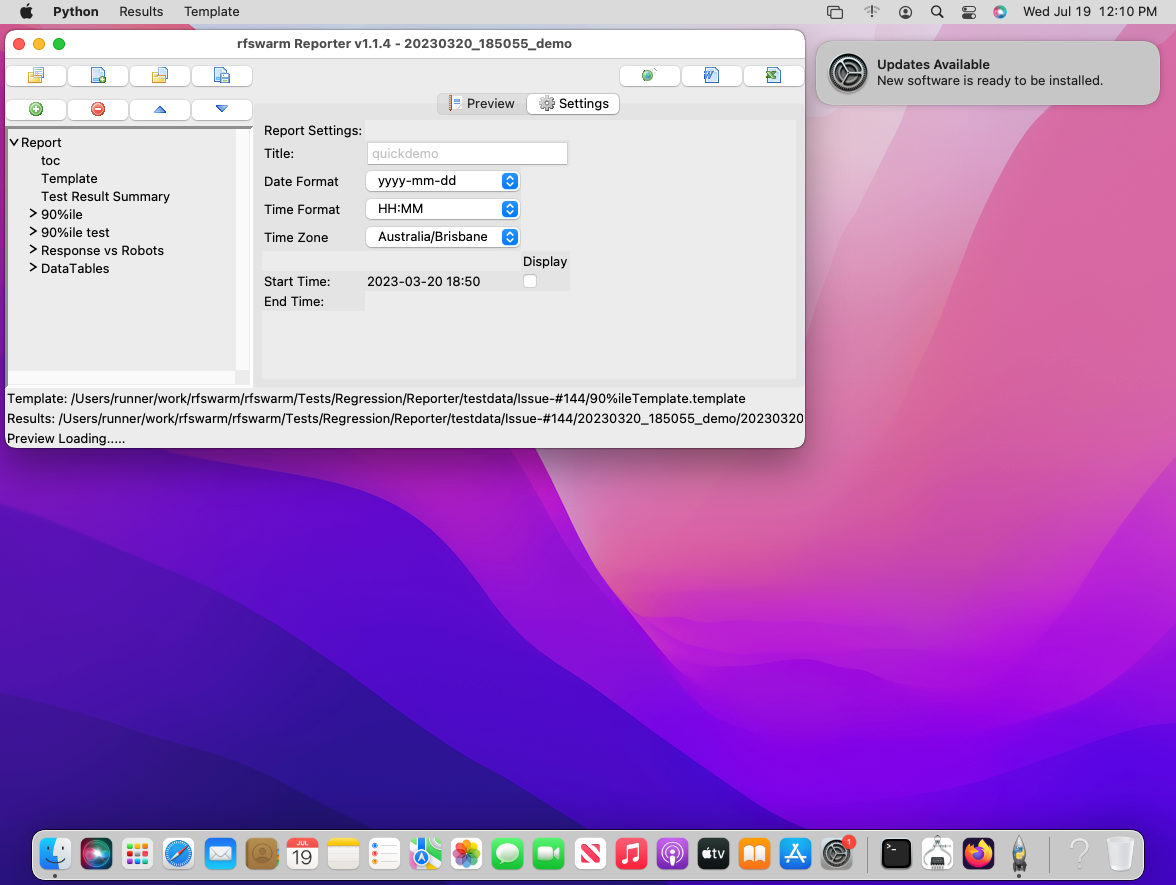 Python Results Template Wed Jul 19 12:10 PM
rfswarm Reporter v1.1.4 - 20230320_185055_demo
Updates Available
New software is ready to be installed.
Preview Settings
Report
toc
Template
Test Result Summary
90%ile
90%ile test
Response vs Robots
DataTables
Report Settings:
Title: quickdemo
Date Format yyyy-mm-dd
Time Format HH:MM
Time Zone Australia/Brisbane
Display
Start Time: 2023-03-20 18:50
End Time:
Template: /Users/runner/work/rfswarm/rfswarm/Tests/Regression/Reporter/testdata/Issue-#144/90%ileTemplate.template
Results: /Users/runner/work/rfswarm/rfswarm/Tests/Regression/Reporter/testdata/Issue-#144/20230320_185055_demo/20230320
Preview Loading.....
JUL
19
tv
1